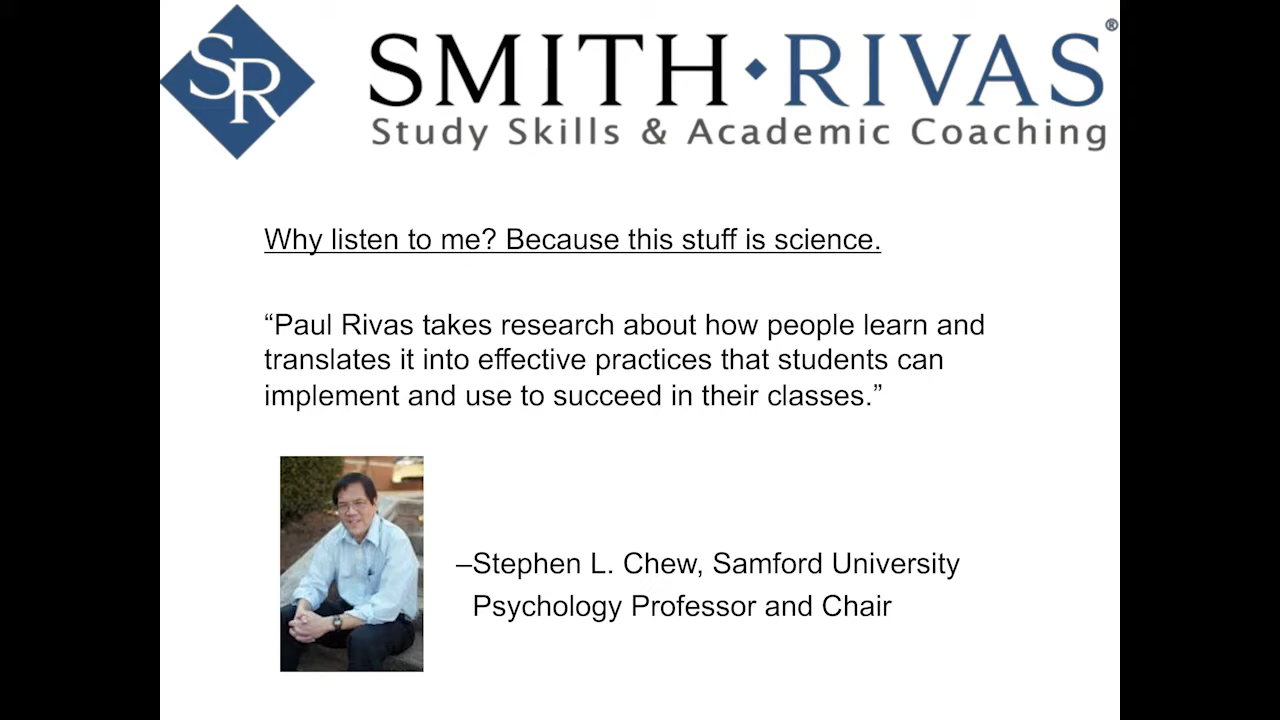 SR
SMITH·RIVAS®
Study Skills & Academic Coaching
Why listen to me? Because this stuff is science.
“Paul Rivas takes research about how people learn and
translates it into effective practices that students can
implement and use to succeed in their classes.”
–Stephen L. Chew, Samford University
Psychology Professor and Chair